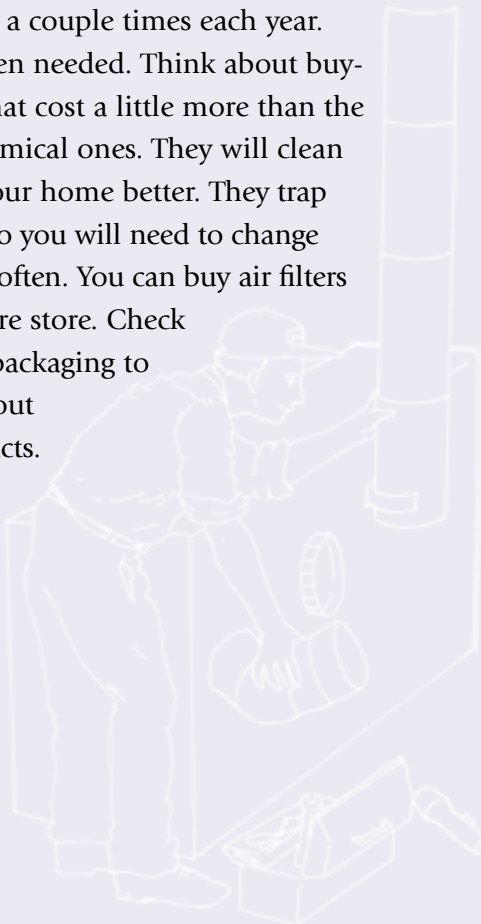 a couple times each year.
en needed. Think about buy-
hat cost a little more than the
mical ones. They will clean
our home better. They trap
o you will need to change
often. You can buy air filters
re store. Check
packaging to
out
cts.